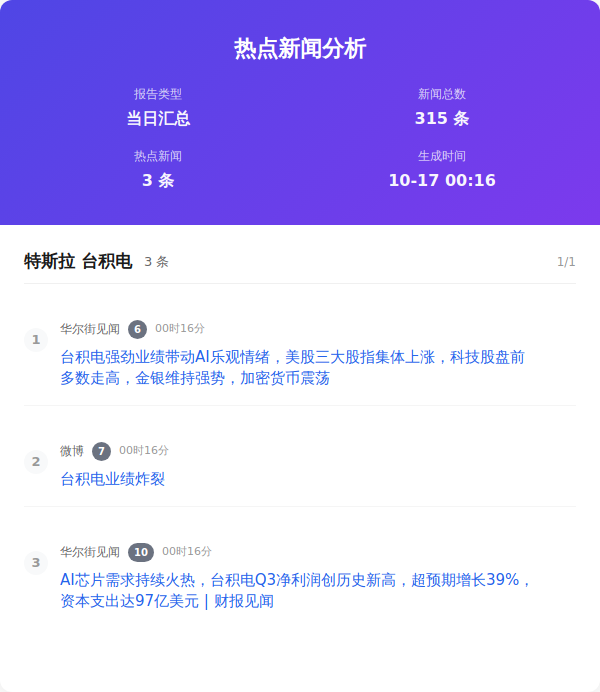 热点新闻分析
报告类型
当日汇总
新闻总数
315 条
热点新闻
3 条
生成时间
10-17 00:16
特斯拉 台积电 3 条 1/1
1
华尔街见闻 6 00时16分
台积电强劲业绩带动AI乐观情绪，美股三大股指集体上涨，科技股盘前
多数走高，金银维持强势，加密货币震荡
2
微博 7 00时16分
台积电业绩炸裂
3
华尔街见闻 10 00时16分
AI芯片需求持续火热，台积电Q3净利润创历史新高，超预期增长39%，
资本支出达97亿美元 | 财报见闻